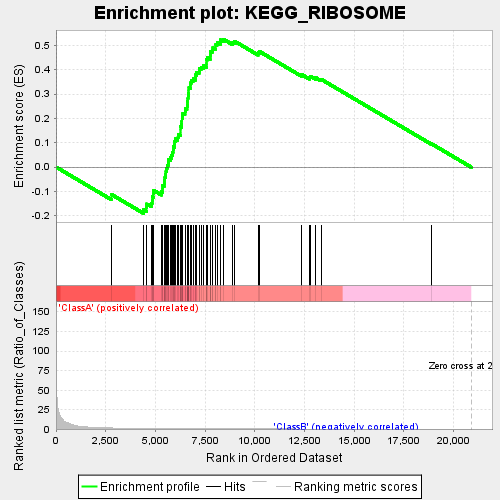 Enrichment plot: KEGG_RIBOSOME
Enrichment score (ES)
0.5
0.4
0.3
0.2
0.1
0.0
-0.1
-0.2
'ClassA' (positively correlated)
Ranked list metric (Ratio_of_Classes)
150
125
100
75
50
25
0
Zero cross at 2
'ClassB' (negatively correlated)
0 2,500 5,000 7,500 10,000 12,500 15,000 17,500 20,000
Rank in Ordered Dataset
Enrichment profile Hits Ranking metric scores